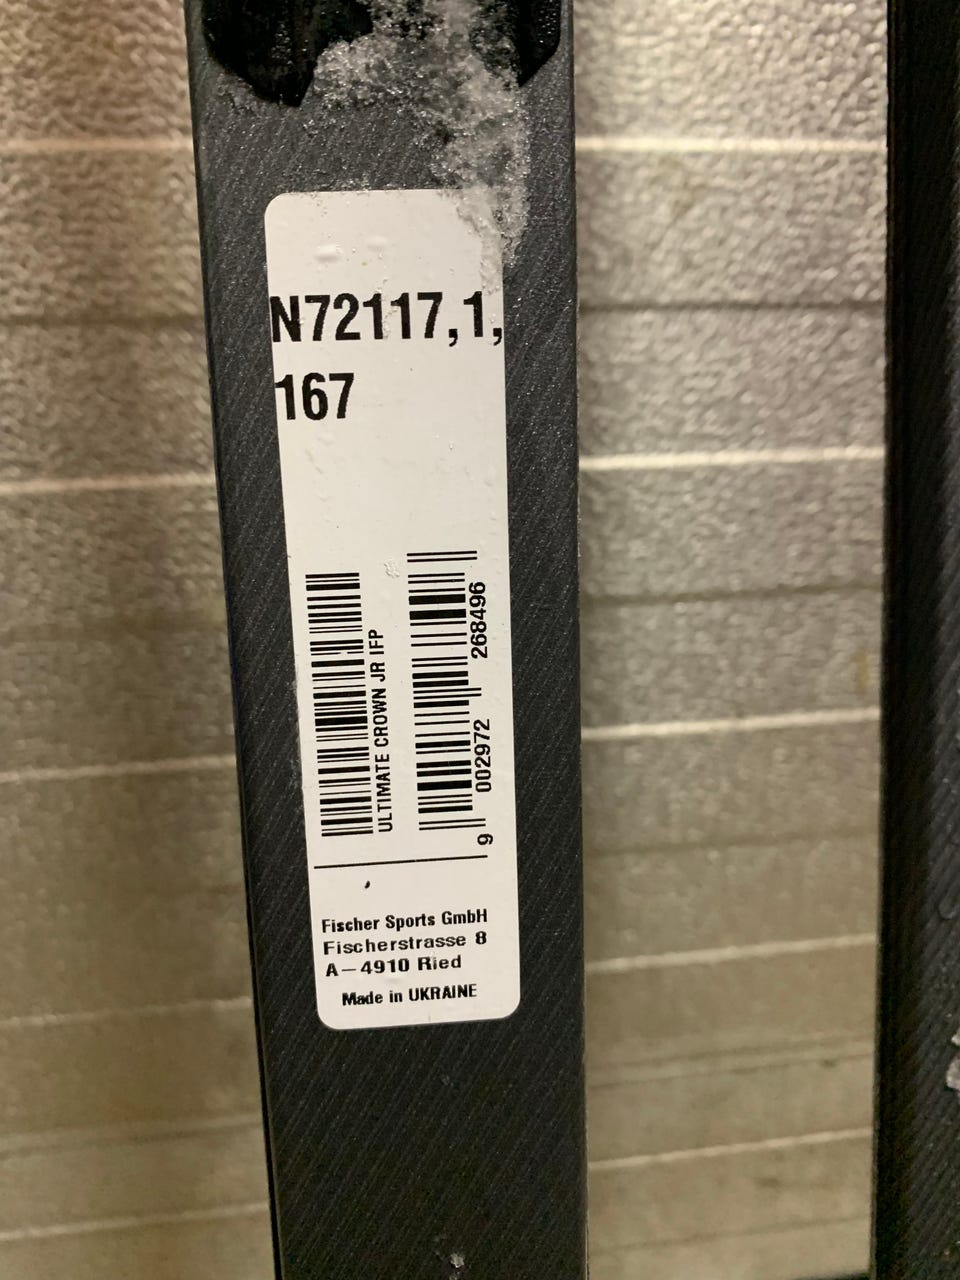 N72117,1,
167
ULTIMATE CROWN JR IFP
9 002972 268496
Fischer Sports GmbH
Fischerstrasse 8
A-4910 Ried
Made in UKRAINE